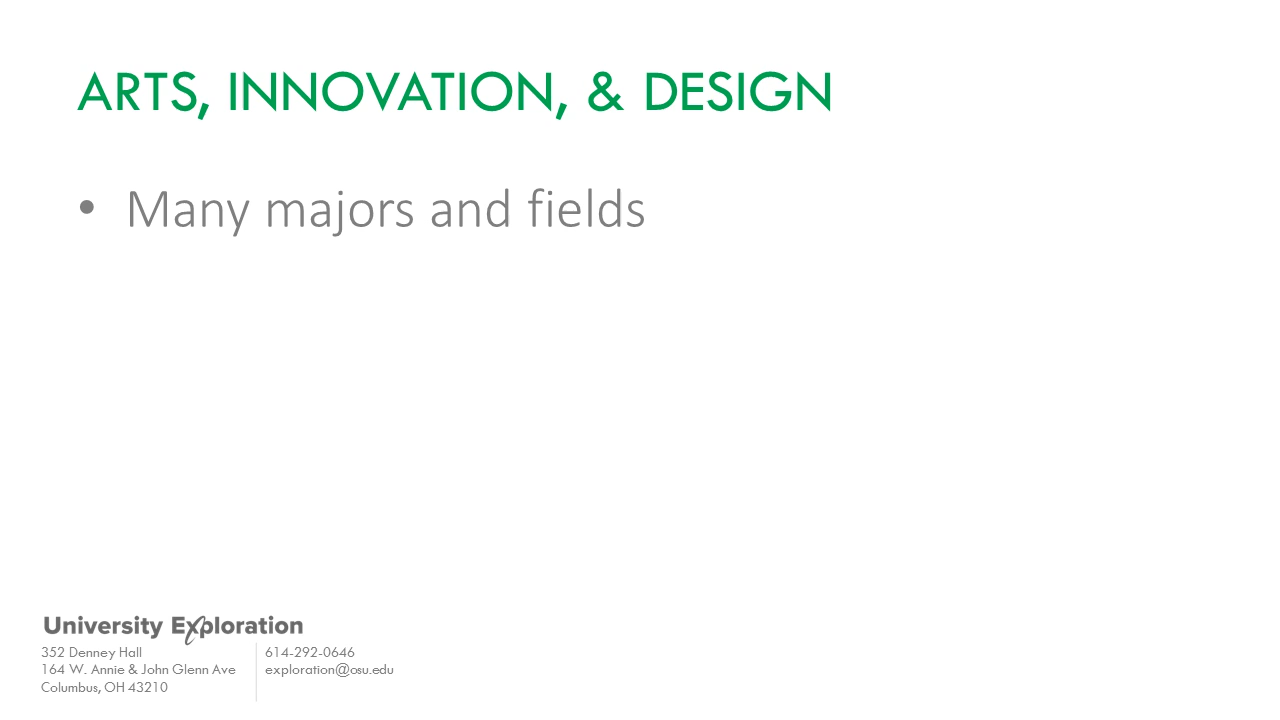 ARTS, INNOVATION, & DESIGN
• Many majors and fields
University Exploration
352 Denney Hall
164 W. Annie & John Glenn Ave
Columbus, OH 43210
614-292-0646
exploration@osu.edu